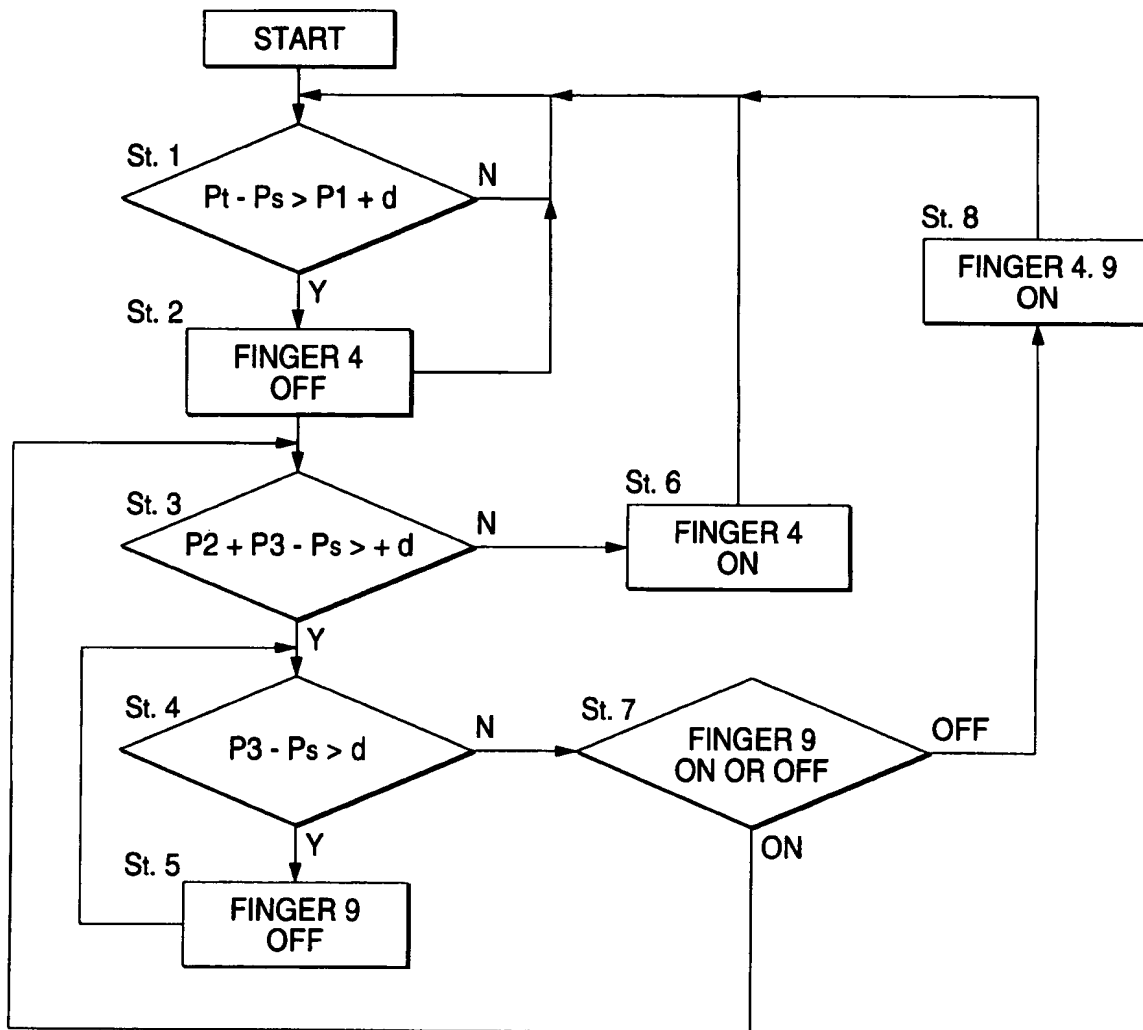 START
St. 1
Pt - Ps > P1 + d
N
Y
St. 2
FINGER 4
OFF
St. 3
P2 + P3 - Ps > + d
N
Y
St. 6
FINGER 4
ON
St. 8
FINGER 4. 9
ON
St. 4
P3 - Ps > d
N
Y
St. 7
FINGER 9
ON OR OFF
OFF
ON
St. 5
FINGER 9
OFF